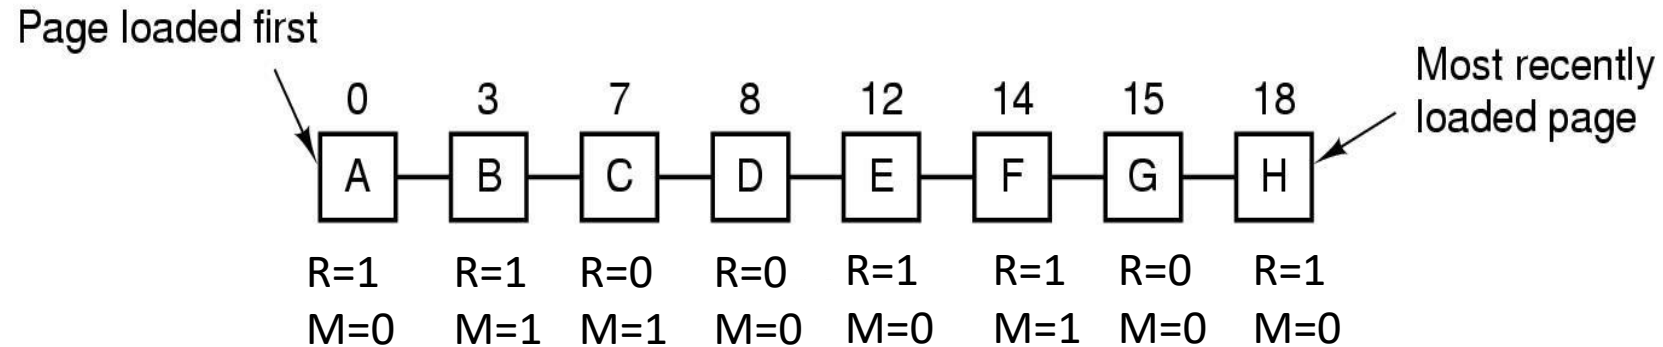 Page loaded first
Most recently
loaded page
0 3 7 8 12 14 15 18
A B C D E F G H
R=1 R=1 R=0 R=0 R=1 R=1 R=0 R=1
M=0 M=1 M=1 M=0 M=0 M=1 M=0 M=0